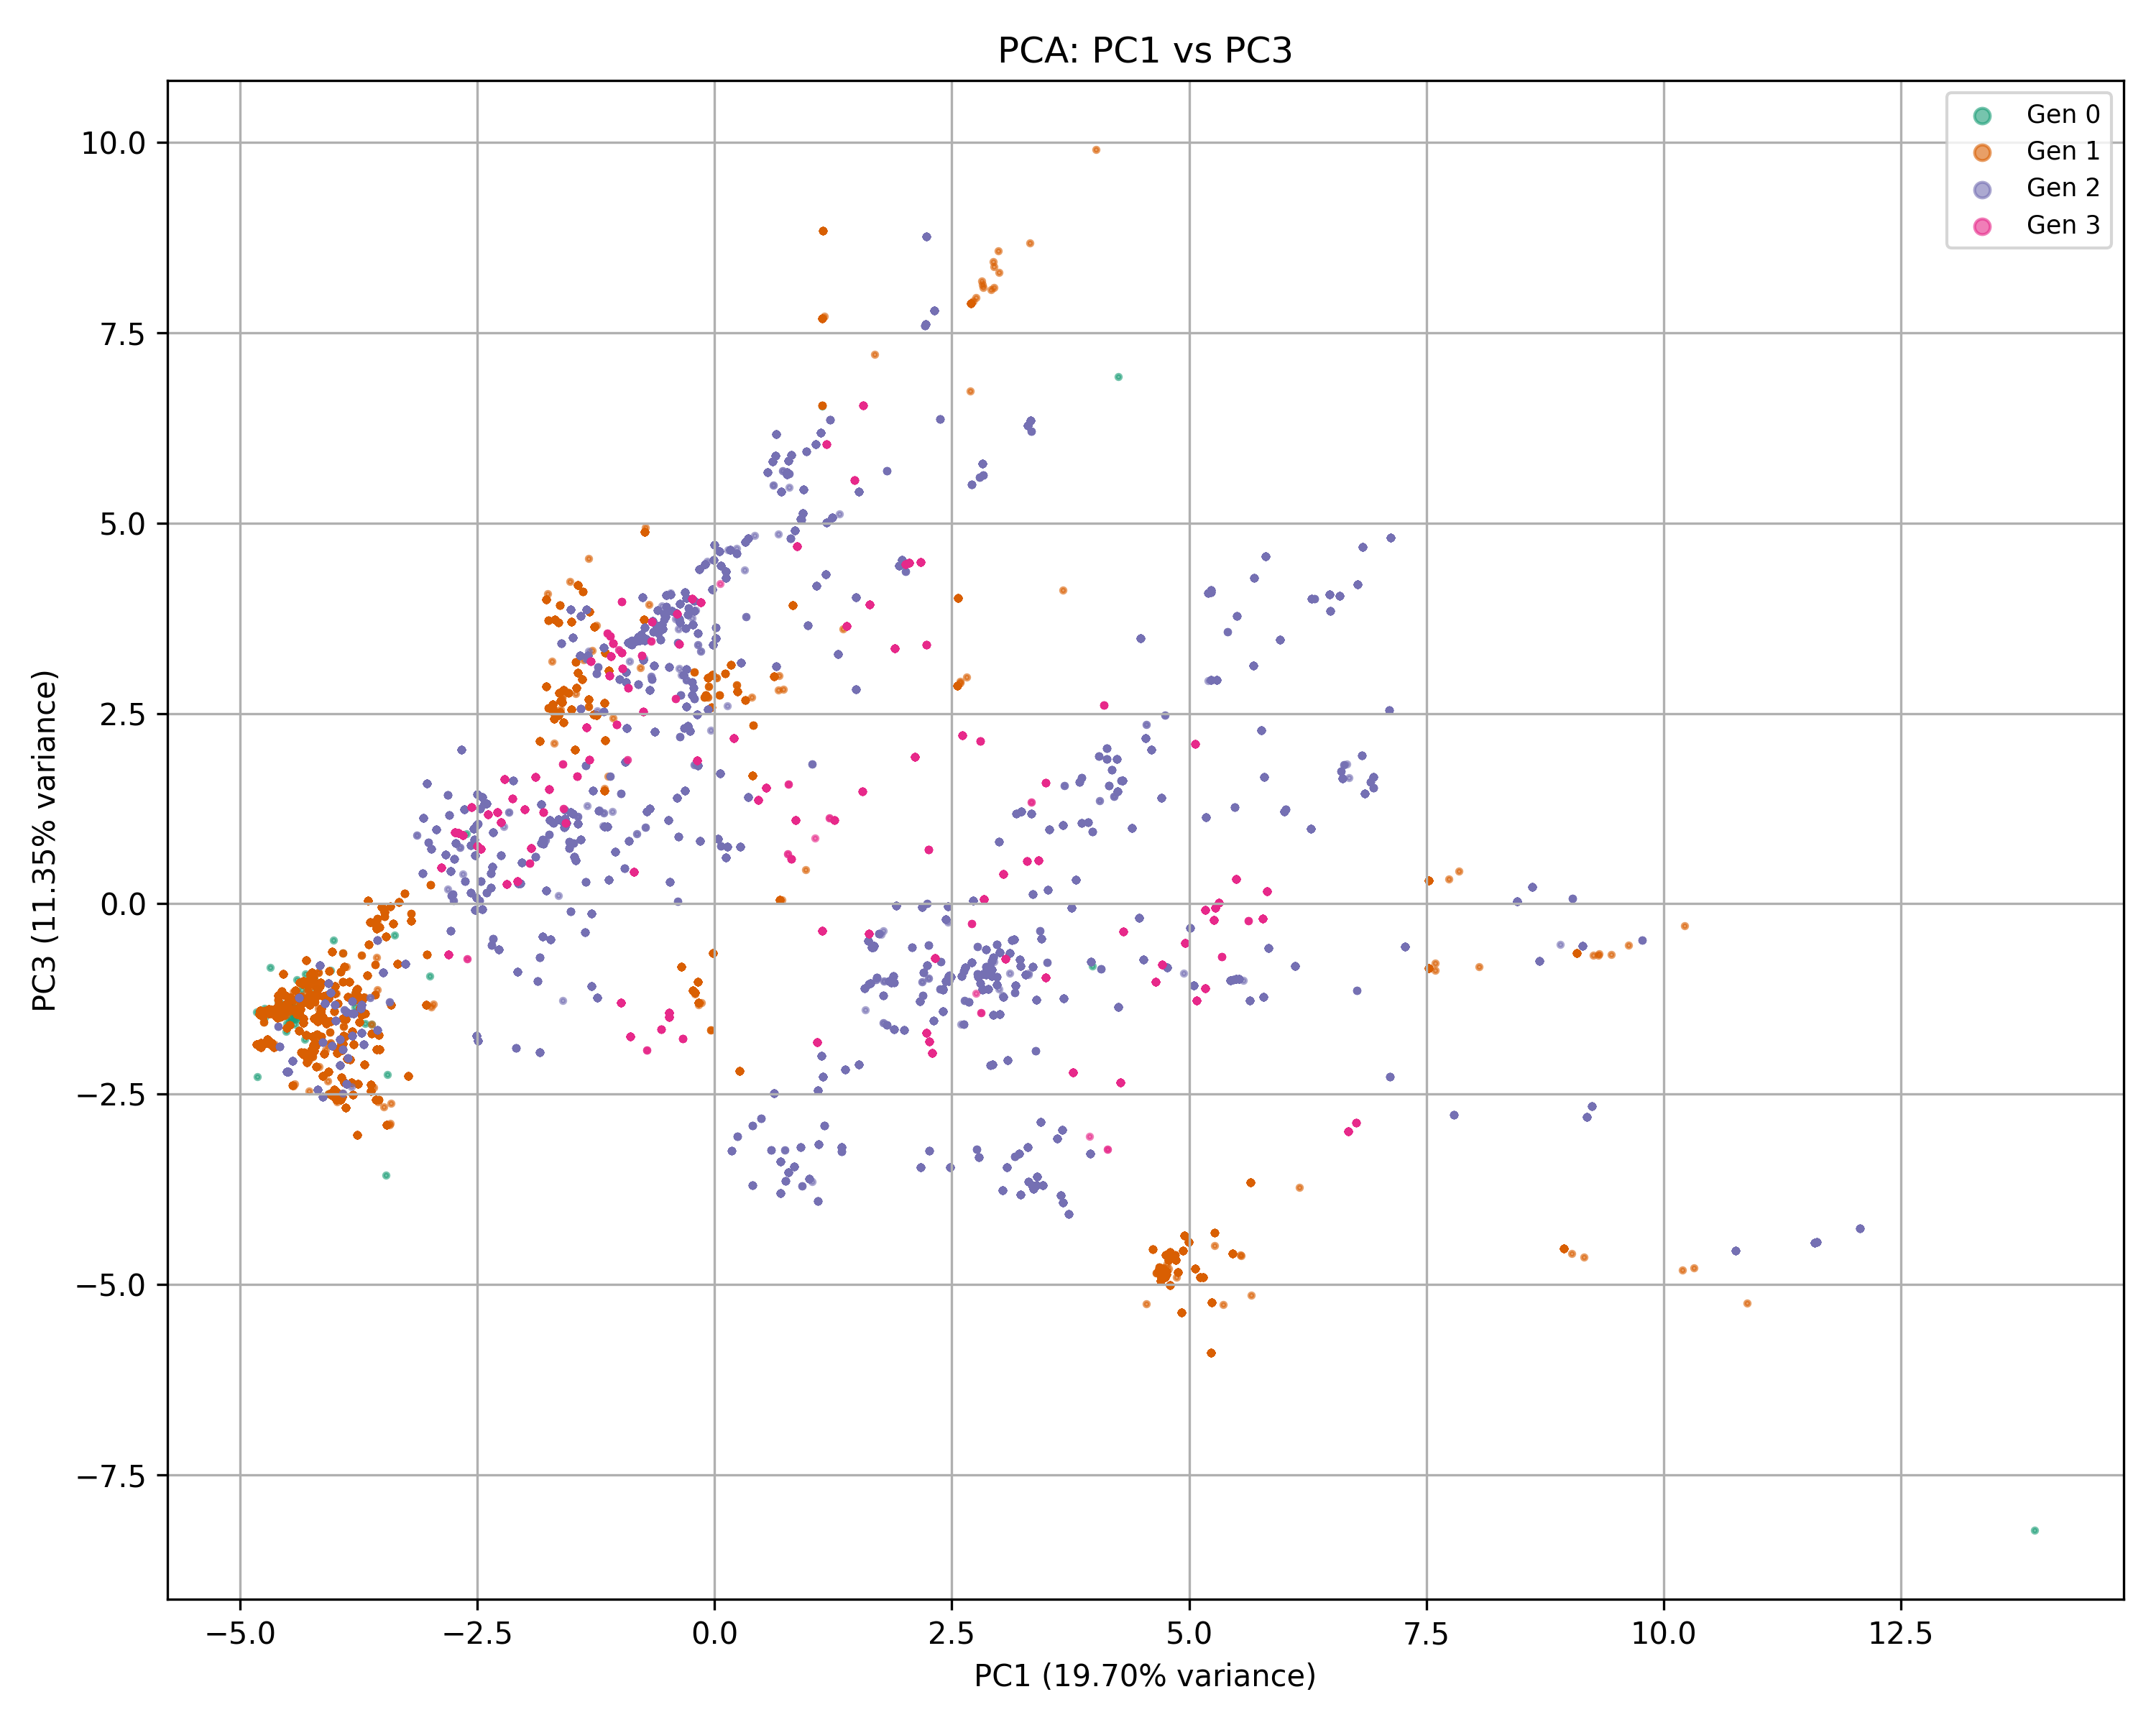 PCA: PC1 vs PC3
Gen 0
Gen 1
Gen 2
Gen 3
10.0
7.5
5.0
2.5
0.0
−2.5
−5.0
−7.5
PC3 (11.35% variance)
−5.0 −2.5 0.0 2.5 5.0 7.5 10.0 12.5
PC1 (19.70% variance)